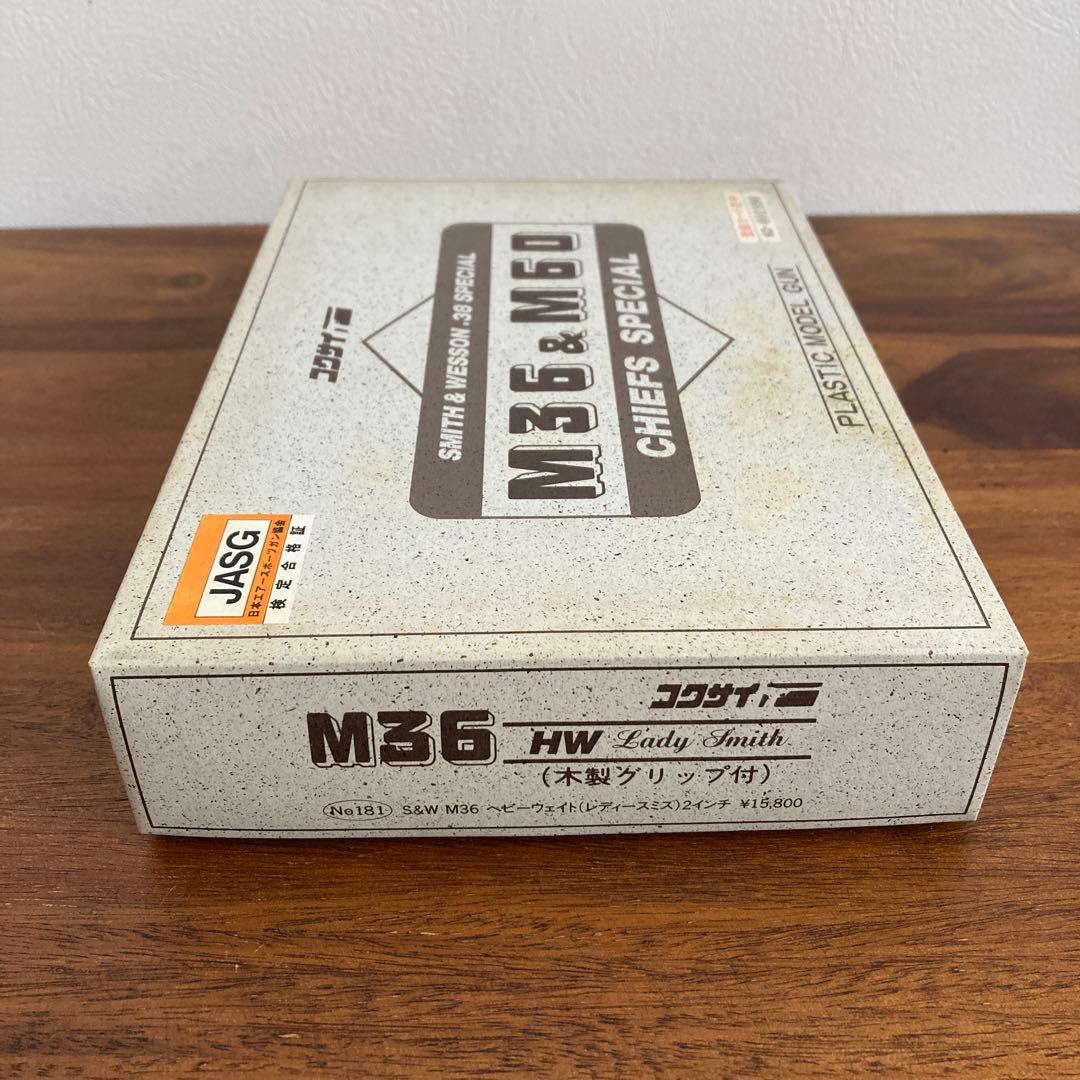 コクサイ
SMITH & WESSON .38 SPECIAL
M36 & M60
CHIEFS SPECIAL
PLASTIC MODEL GUN
JASG
日本エアースポーツガン協会
検定合格証
コクサイ
M36
HW Lady Smith
(木製グリップ付)
No181 S&W M36 ヘビーウェイト(レディースミス)2インチ ¥15,800